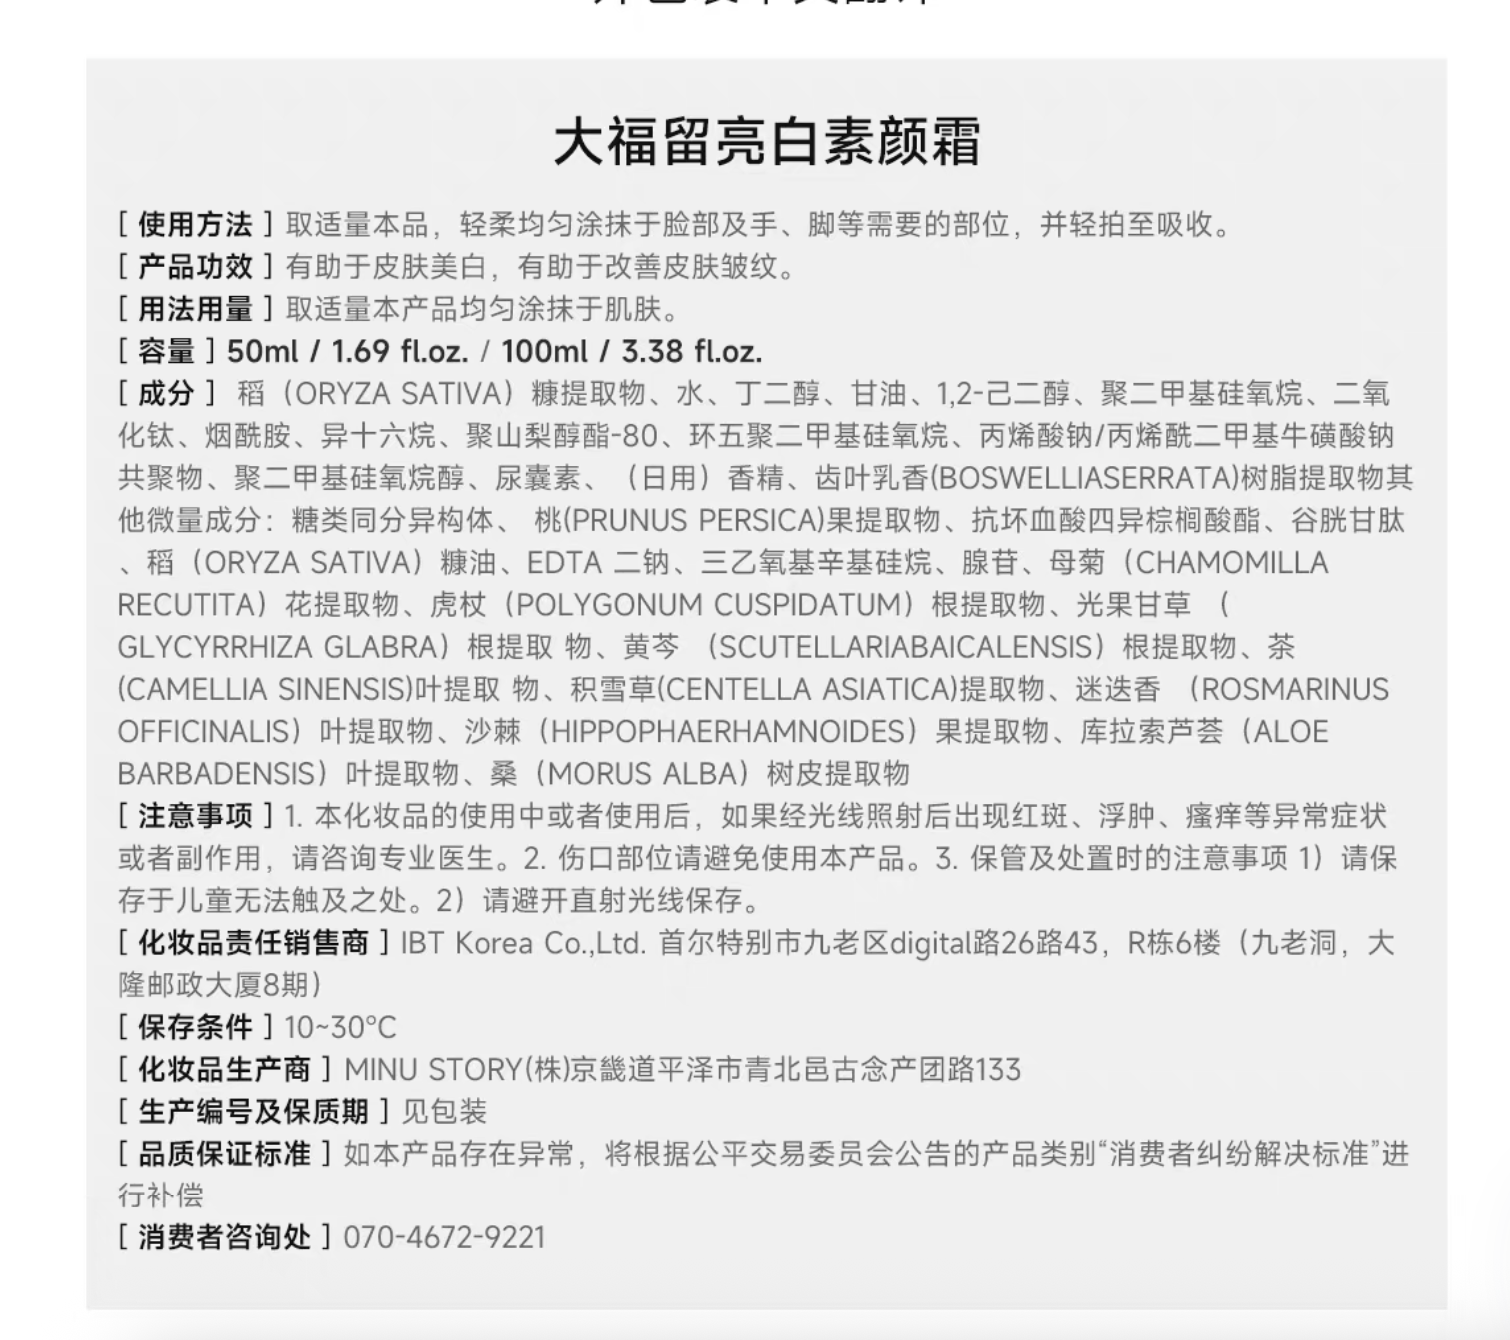 大福留亮白素颜霜
[ 使用方法 ] 取适量本品，轻柔均匀涂抹于脸部及手、脚等需要的部位，并轻拍至吸收。
[ 产品功效 ] 有助于皮肤美白，有助于改善皮肤皱纹。
[ 用法用量 ] 取适量本产品均匀涂抹于肌肤。
[ 容量 ] 50ml / 1.69 fl.oz. / 100ml / 3.38 fl.oz.
[ 成分 ] 稻（ORYZA SATIVA）糠提取物、水、丁二醇、甘油、1,2-己二醇、聚二甲基硅氧烷、二氧
化钛、烟酰胺、异十六烷、聚山梨醇酯-80、环五聚二甲基硅氧烷、丙烯酸钠/丙烯酰二甲基牛磺酸钠
共聚物、聚二甲基硅氧烷醇、尿囊素、（日用）香精、齿叶乳香(BOSWELLIASERRATA)树脂提取物其
他微量成分：糖类同分异构体、 桃(PRUNUS PERSICA)果提取物、抗坏血酸四异棕榈酸酯、谷胱甘肽
、稻（ORYZA SATIVA）糠油、EDTA 二钠、三乙氧基辛基硅烷、腺苷、母菊（CHAMOMILLA
RECUTITA）花提取物、虎杖（POLYGONUM CUSPIDATUM）根提取物、光果甘草 （
GLYCYRRHIZA GLABRA）根提取 物、黄芩 （SCUTELLARIABAICALENSIS）根提取物、茶
(CAMELLIA SINENSIS)叶提取 物、积雪草(CENTELLA ASIATICA)提取物、迷迭香 （ROSMARINUS
OFFICINALIS）叶提取物、沙棘（HIPPOPHAERHAMNOIDES）果提取物、库拉索芦荟（ALOE
BARBADENSIS）叶提取物、桑（MORUS ALBA）树皮提取物
[ 注意事项 ] 1. 本化妆品的使用中或者使用后，如果经光线照射后出现红斑、浮肿、瘙痒等异常症状
或者副作用，请咨询专业医生。2. 伤口部位请避免使用本产品。3. 保管及处置时的注意事项 1）请保
存于儿童无法触及之处。2）请避开直射光线保存。
[ 化妆品责任销售商 ] IBT Korea Co.,Ltd. 首尔特别市九老区digital路26路43，R栋6楼（九老洞，大
隆邮政大厦8期）
[ 保存条件 ] 10~30°C
[ 化妆品生产商 ] MINU STORY(株)京畿道平泽市青北邑古念产团路133
[ 生产编号及保质期 ] 见包装
[ 品质保证标准 ] 如本产品存在异常，将根据公平交易委员会公告的产品类别“消费者纠纷解决标准”进
行补偿
[ 消费者咨询处 ] 070-4672-9221